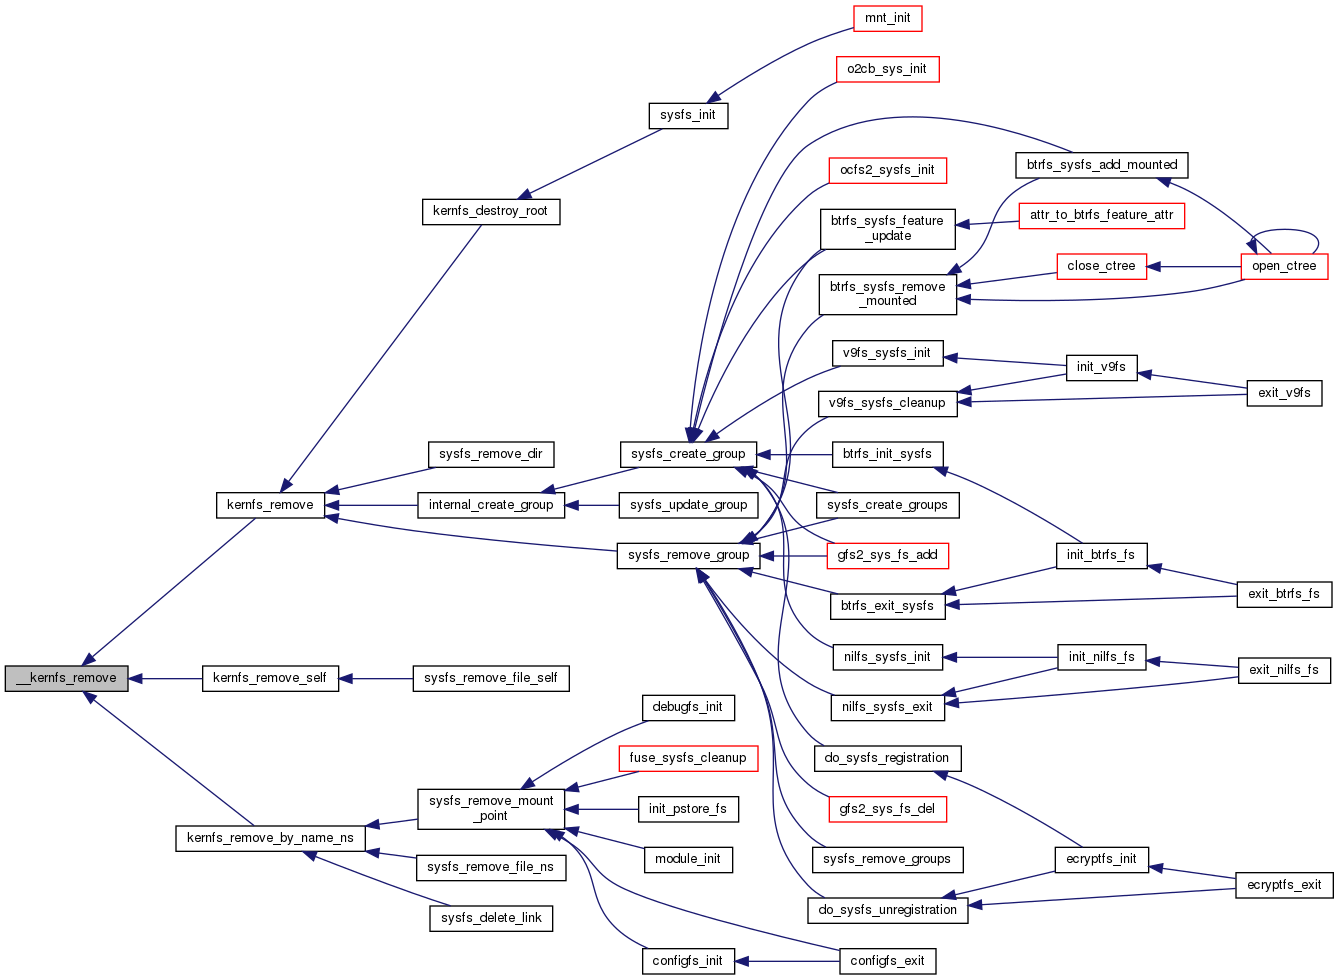 mnt_init
o2cb_sys_init
sysfs_init
btrfs_sysfs_add_mounted
ocfs2_sysfs_init
kernfs_destroy_root
btrfs_sysfs_feature
_update
attr_to_btrfs_feature_attr
close_ctree
open_ctree
btrfs_sysfs_remove
_mounted
v9fs_sysfs_init
init_v9fs
exit_v9fs
v9fs_sysfs_cleanup
sysfs_remove_dir
sysfs_create_group
btrfs_init_sysfs
kernfs_remove
internal_create_group
sysfs_update_group
sysfs_create_groups
sysfs_remove_group
gfs2_sys_fs_add
init_btrfs_fs
exit_btrfs_fs
btrfs_exit_sysfs
nilfs_sysfs_init
init_nilfs_fs
exit_nilfs_fs
__kernfs_remove
kernfs_remove_self
sysfs_remove_file_self
nilfs_sysfs_exit
debugfs_init
fuse_sysfs_cleanup
do_sysfs_registration
sysfs_remove_mount
_point
init_pstore_fs
gfs2_sys_fs_del
kernfs_remove_by_name_ns
module_init
sysfs_remove_groups
ecryptfs_init
sysfs_remove_file_ns
ecryptfs_exit
sysfs_delete_link
do_sysfs_unregistration
configfs_init
configfs_exit